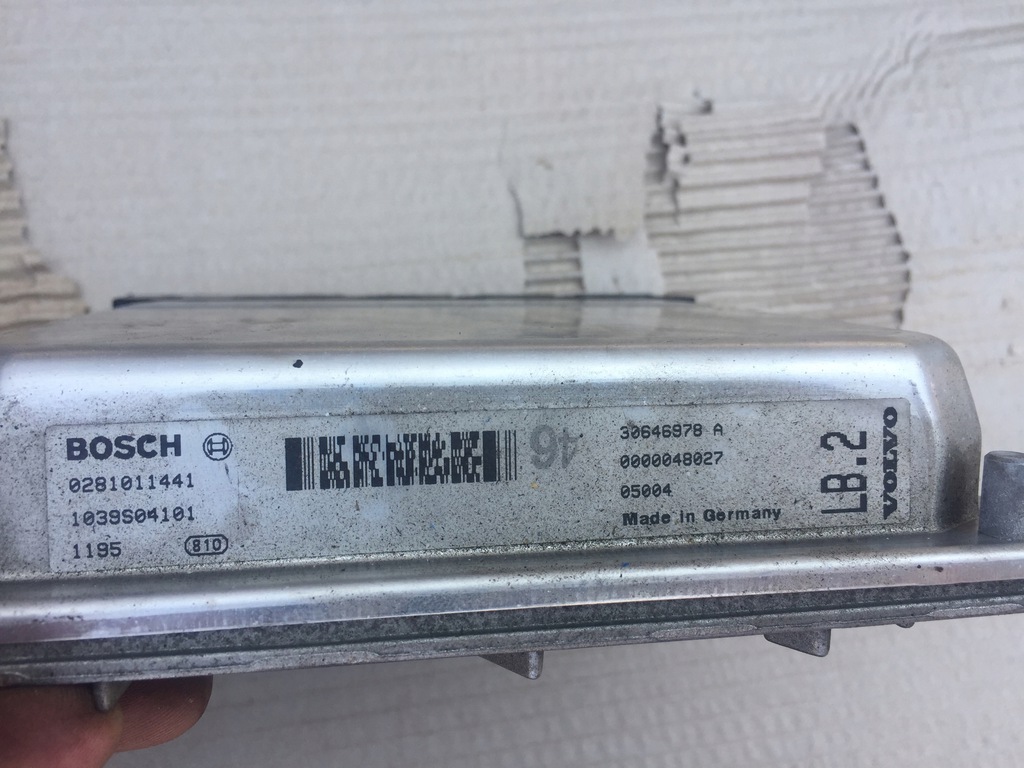 BOSCH
0281011441
1039S04101
1195 810
46
30646978 A
0000048027
05004
Made in Germany
LB.2
VOLVO